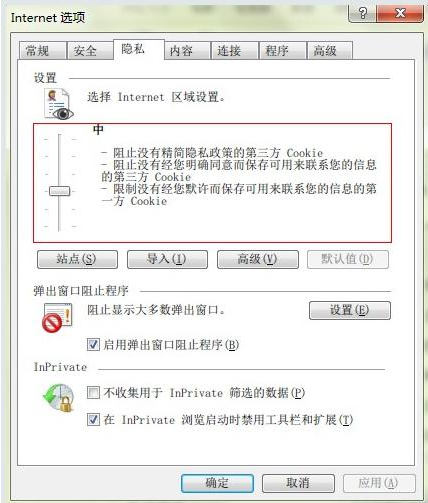 Internet 选项
常规 安全 隐私 内容 连接 程序 高级
设置
选择 Internet 区域设置。
中
- 阻止没有精简隐私政策的第三方 Cookie
- 阻止没有经您明确同意而保存可用来联系您的信息
的第三方 Cookie
- 限制没有经您默许而保存可用来联系您的信息的第
一方 Cookie
站点(S) 导入(I) 高级(V) 默认值(D)
弹出窗口阻止程序
阻止显示大多数弹出窗口。 设置(E)
启用弹出窗口阻止程序(B)
InPrivate
不收集用于 InPrivate 筛选的数据(P)
在 InPrivate 浏览启动时禁用工具栏和扩展(T)
确定 取消 应用(A)